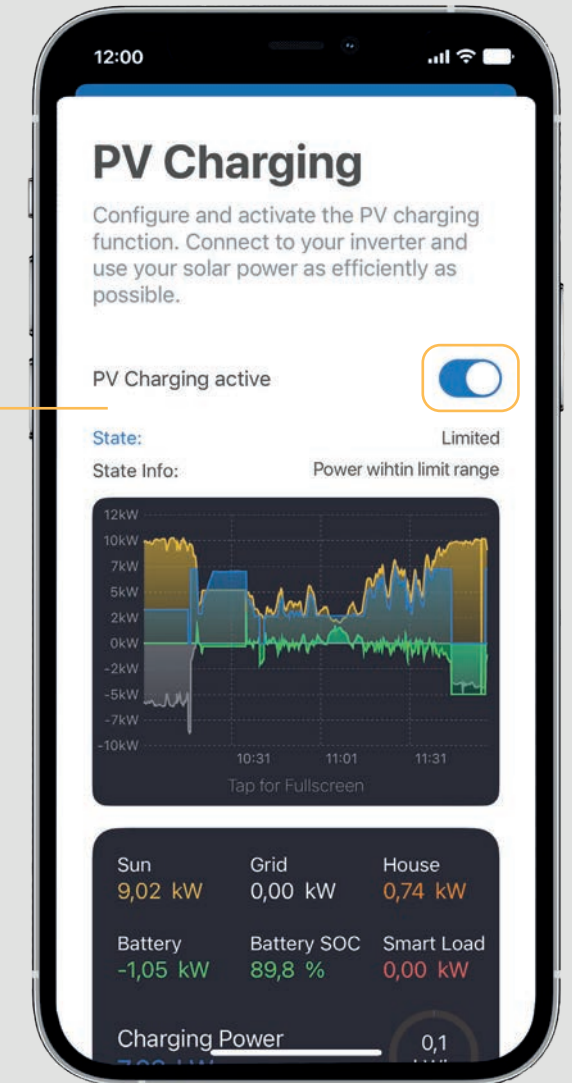 12:00
PV Charging
Configure and activate the PV charging
function. Connect to your inverter and
use your solar power as efficiently as
possible.
PV Charging active
State: Limited
State Info: Power wihtin limit range
12kW
10kW
7kW
5kW
2kW
0kW
-2kW
-5kW
-7kW
-10kW
10:31 11:01 11:31
Tap for Fullscreen
Sun Grid House
9,02 kW 0,00 kW 0,74 kW
Battery Battery SOC Smart Load
-1,05 kW 89,8 % 0,00 kW
Charging Power 0,1